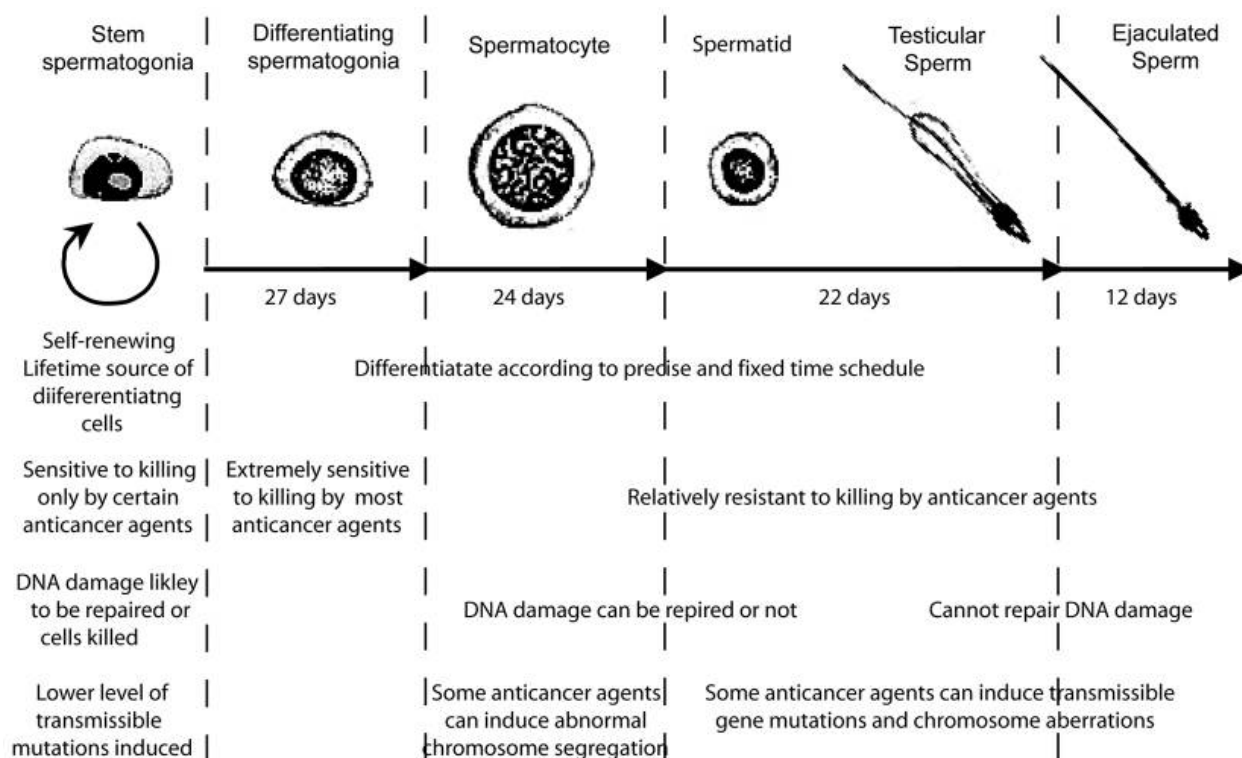 Stem
spermatogonia
Differentiating
spermatogonia
Spermatocyte
Spermatid
Testicular
Sperm
Ejaculated
Sperm
27 days
24 days
22 days
12 days
Self-renewing
Lifetime source of
diifererentiatng
cells
Differentiatate according to precise and fixed time schedule
Sensitive to killing
only by certain
anticancer agents
Extremely sensitive
to killing by most
anticancer agents
Relatively resistant to killing by anticancer agents
DNA damage likley
to be repaired or
cells killed
DNA damage can be repired or not
Cannot repair DNA damage
Lower level of
transmissible
mutations induced
Some anticancer agents
can induce abnormal
chromosome segregation
Some anticancer agents can induce transmissible
gene mutations and chromosome aberrations